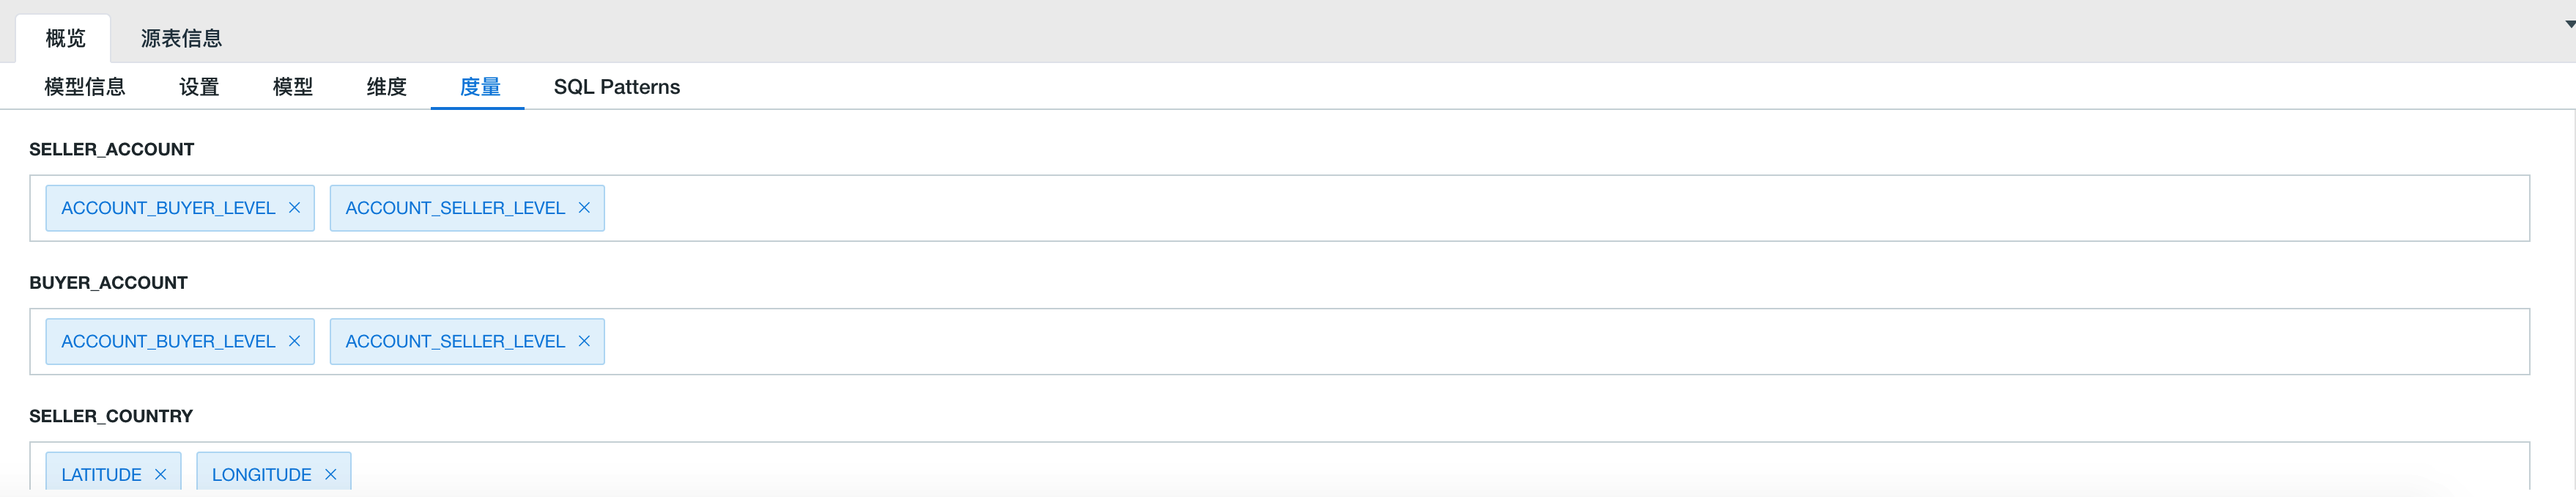 概览 源表信息
模型信息 设置 模型 维度 度量 SQL Patterns
SELLER_ACCOUNT
ACCOUNT_BUYER_LEVEL × ACCOUNT_SELLER_LEVEL ×
BUYER_ACCOUNT
ACCOUNT_BUYER_LEVEL × ACCOUNT_SELLER_LEVEL ×
SELLER_COUNTRY
LATITUDE × LONGITUDE ×